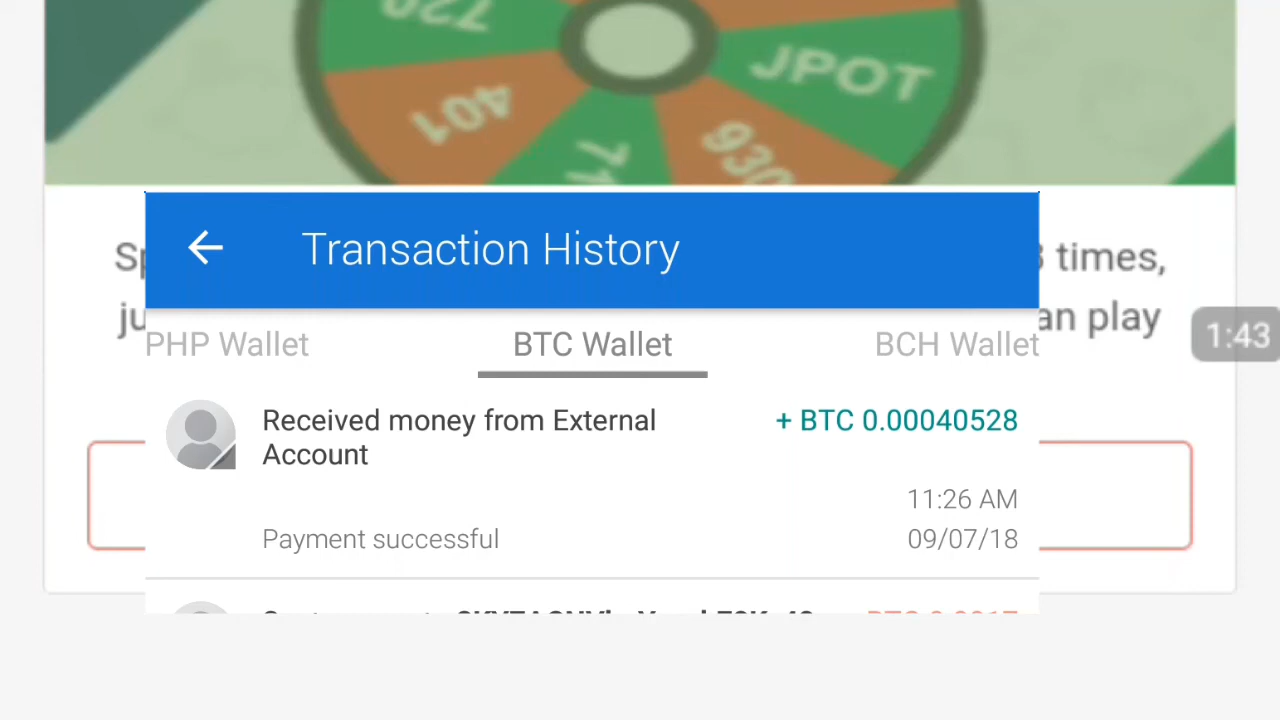 720
JPOT
401
630
Transaction History
times,
an play
1:43
PHP Wallet
BTC Wallet
BCH Wallet
Received money from External
Account
+ BTC 0.00040528
11:26 AM
Payment successful
09/07/18